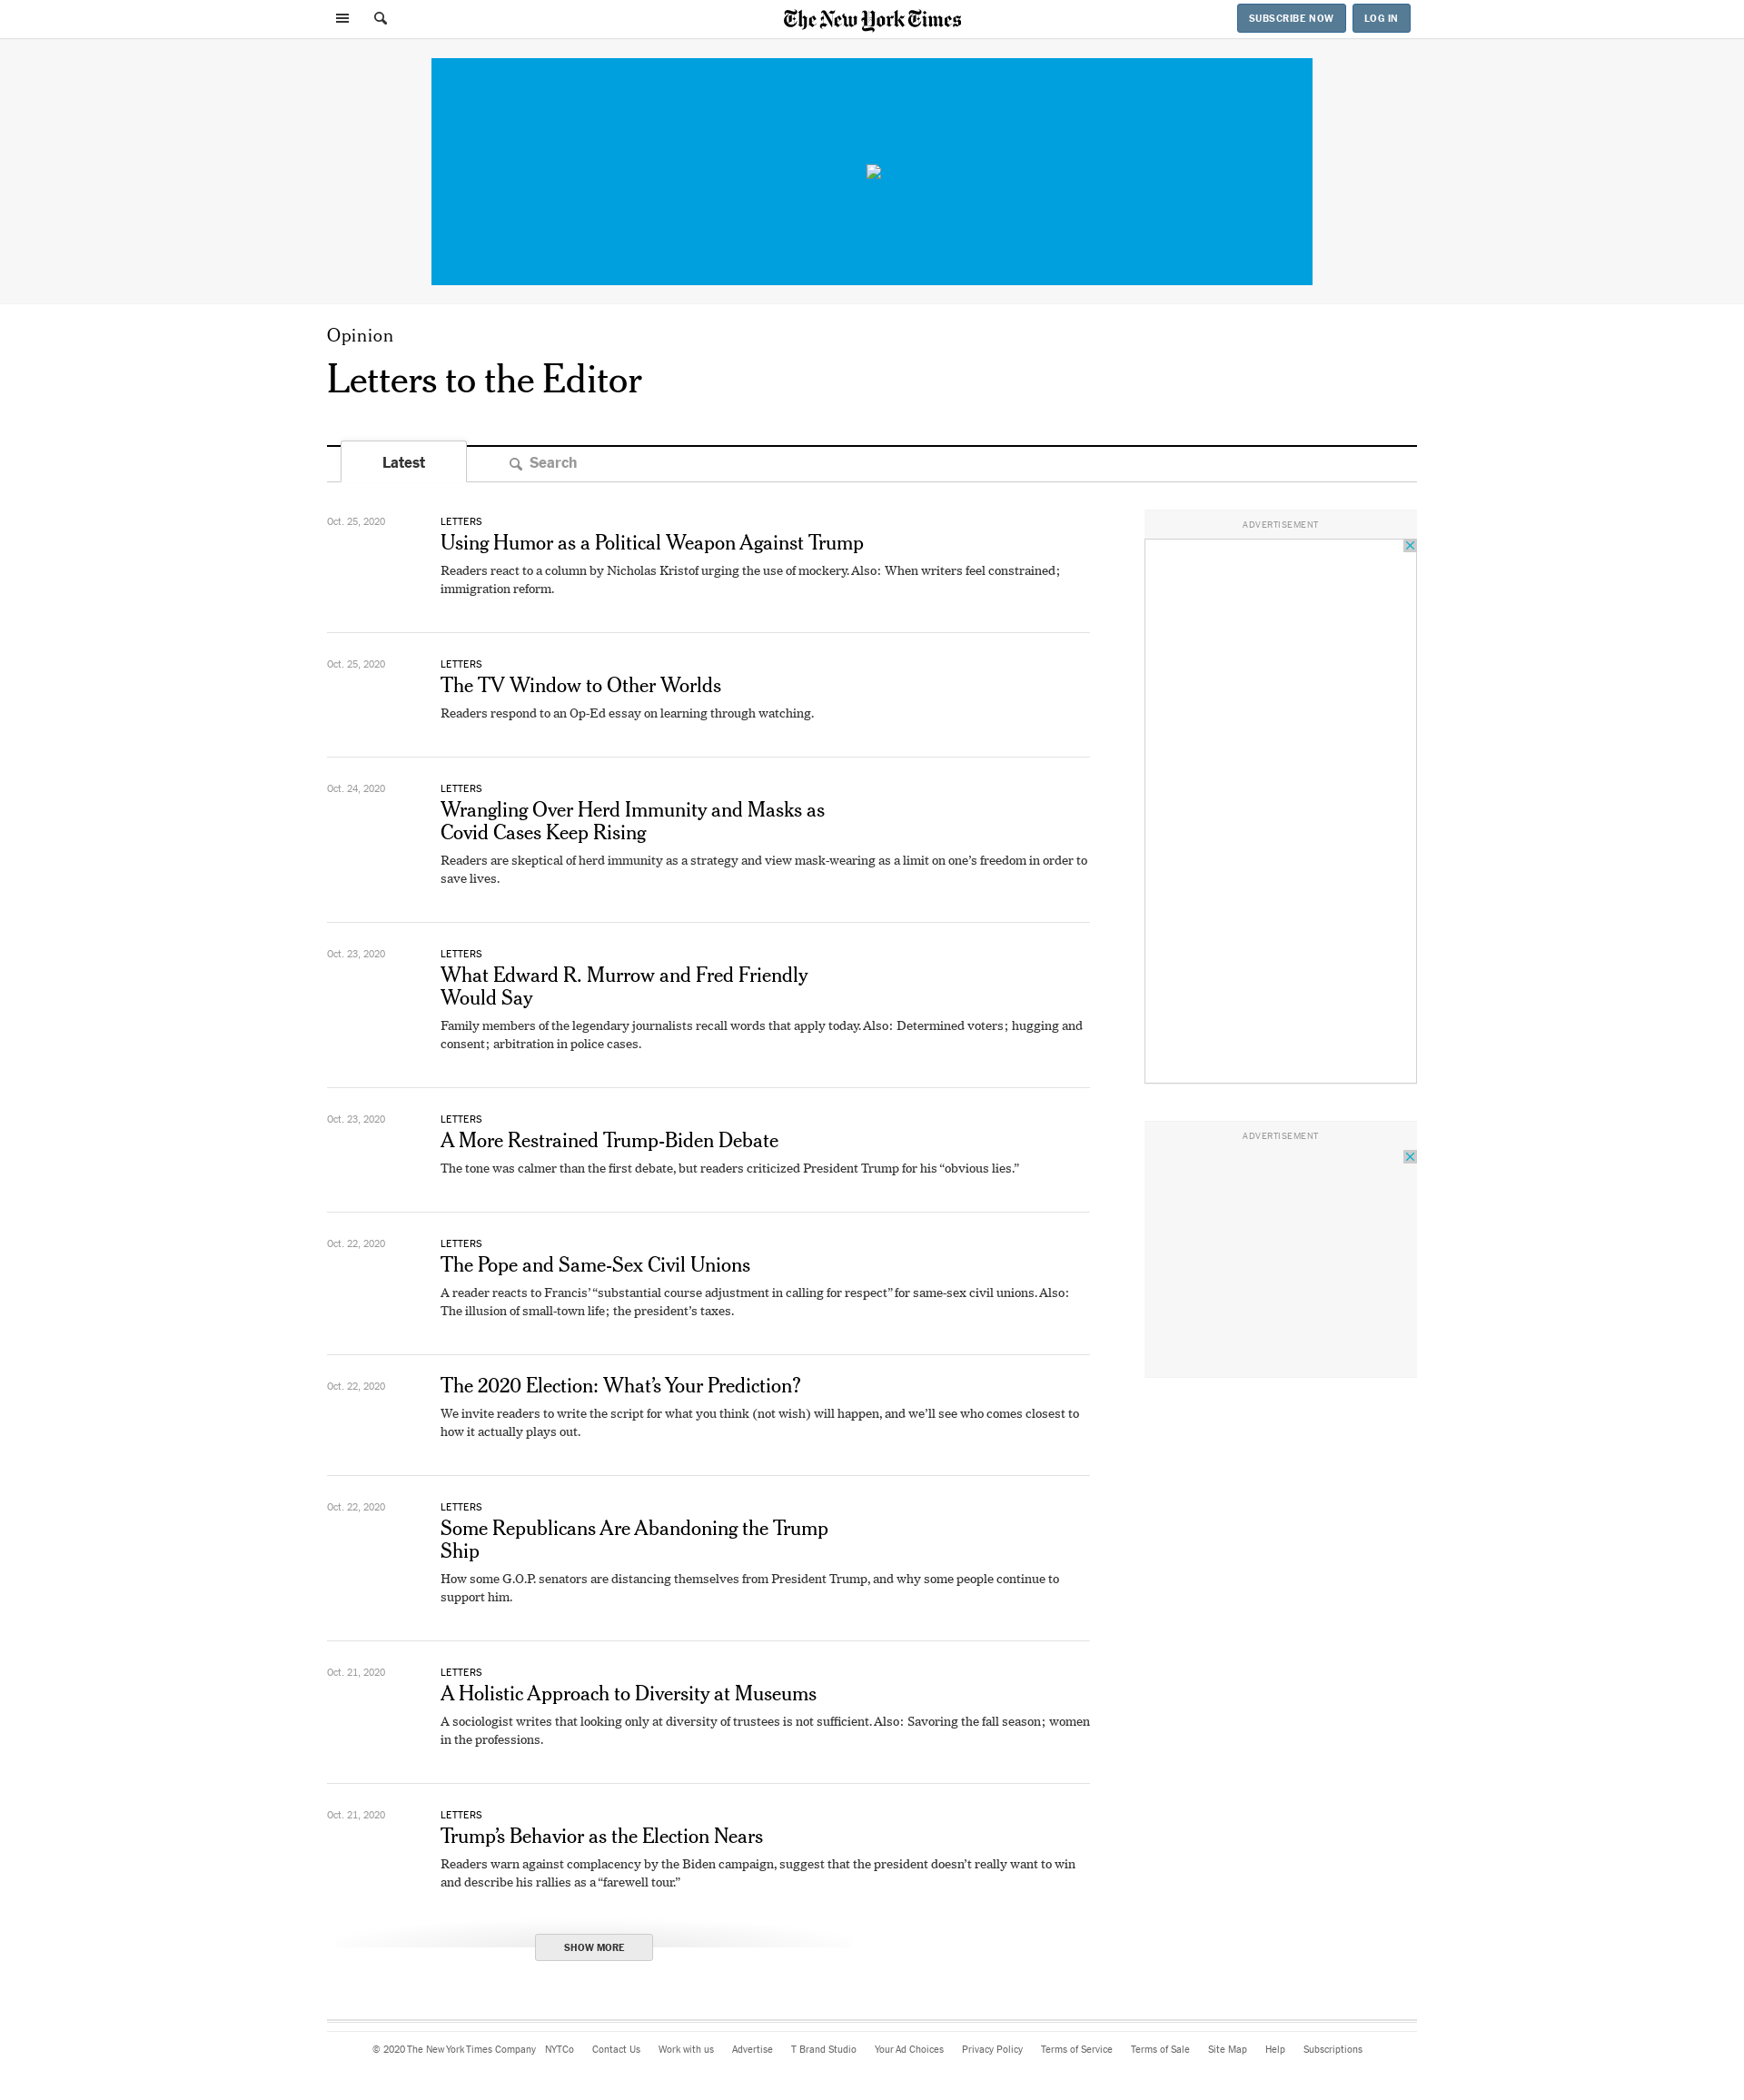 The New York Times
SUBSCRIBE NOW
LOG IN
Opinion
Letters to the Editor
Latest
Search
Oct. 25, 2020
LETTERS
Using Humor as a Political Weapon Against Trump
Readers react to a column by Nicholas Kristof urging the use of mockery. Also: When writers feel constrained;
immigration reform.
Oct. 25, 2020
LETTERS
The TV Window to Other Worlds
Readers respond to an Op-Ed essay on learning through watching.
Oct. 24, 2020
LETTERS
Wrangling Over Herd Immunity and Masks as
Covid Cases Keep Rising
Readers are skeptical of herd immunity as a strategy and view mask-wearing as a limit on one’s freedom in order to
save lives.
Oct. 23, 2020
LETTERS
What Edward R. Murrow and Fred Friendly
Would Say
Family members of the legendary journalists recall words that apply today. Also: Determined voters; hugging and
consent; arbitration in police cases.
Oct. 23, 2020
LETTERS
A More Restrained Trump-Biden Debate
The tone was calmer than the first debate, but readers criticized President Trump for his “obvious lies.”
Oct. 22, 2020
LETTERS
The Pope and Same-Sex Civil Unions
A reader reacts to Francis’ “substantial course adjustment in calling for respect” for same-sex civil unions. Also:
The illusion of small-town life; the president’s taxes.
Oct. 22, 2020
The 2020 Election: What’s Your Prediction?
We invite readers to write the script for what you think (not wish) will happen, and we’ll see who comes closest to
how it actually plays out.
Oct. 22, 2020
LETTERS
Some Republicans Are Abandoning the Trump
Ship
How some G.O.P. senators are distancing themselves from President Trump, and why some people continue to
support him.
Oct. 21, 2020
LETTERS
A Holistic Approach to Diversity at Museums
A sociologist writes that looking only at diversity of trustees is not sufficient. Also: Savoring the fall season; women
in the professions.
Oct. 21, 2020
LETTERS
Trump’s Behavior as the Election Nears
Readers warn against complacency by the Biden campaign, suggest that the president doesn’t really want to win
and describe his rallies as a “farewell tour.”
SHOW MORE
ADVERTISEMENT
ADVERTISEMENT
© 2020 The New York Times Company NYTCo Contact Us Work with us Advertise T Brand Studio Your Ad Choices Privacy Policy Terms of Service Terms of Sale Site Map Help Subscriptions